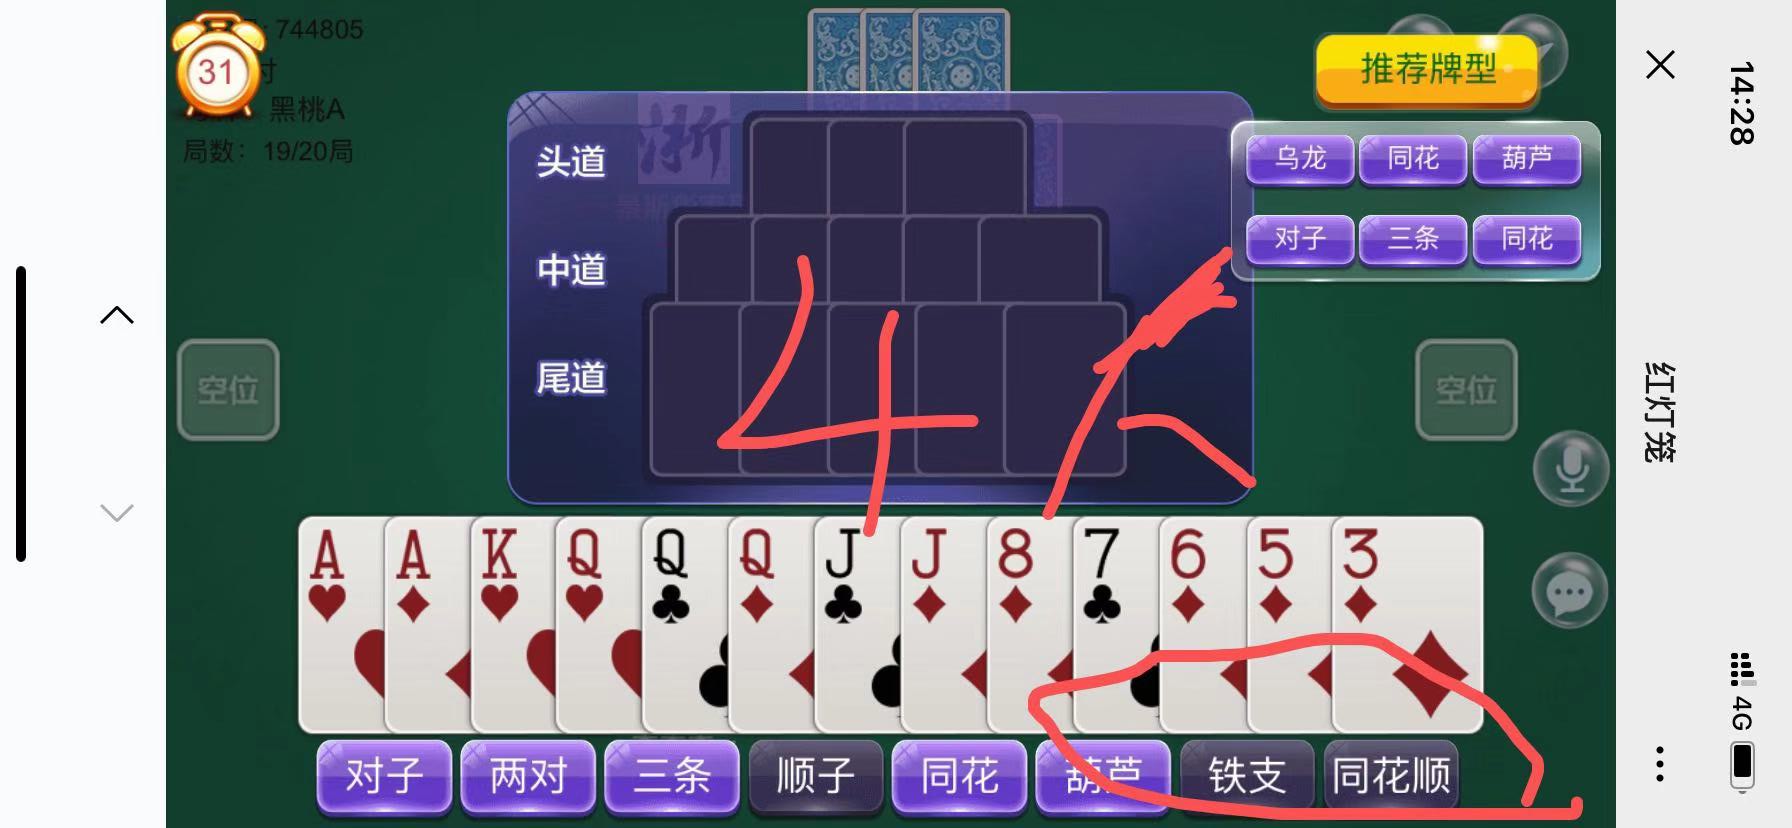 744805
31
时
黑桃A
局数：19/20局
推荐牌型
乌龙 同花 葫芦
对子 三条 同花
浙
头道
中道
尾道
空位
空位
4K
A A K Q Q Q J J 8 7 6 5 3
对子 两对 三条 顺子 同花 葫芦 铁支 同花顺
14:28
红灯笼
4G